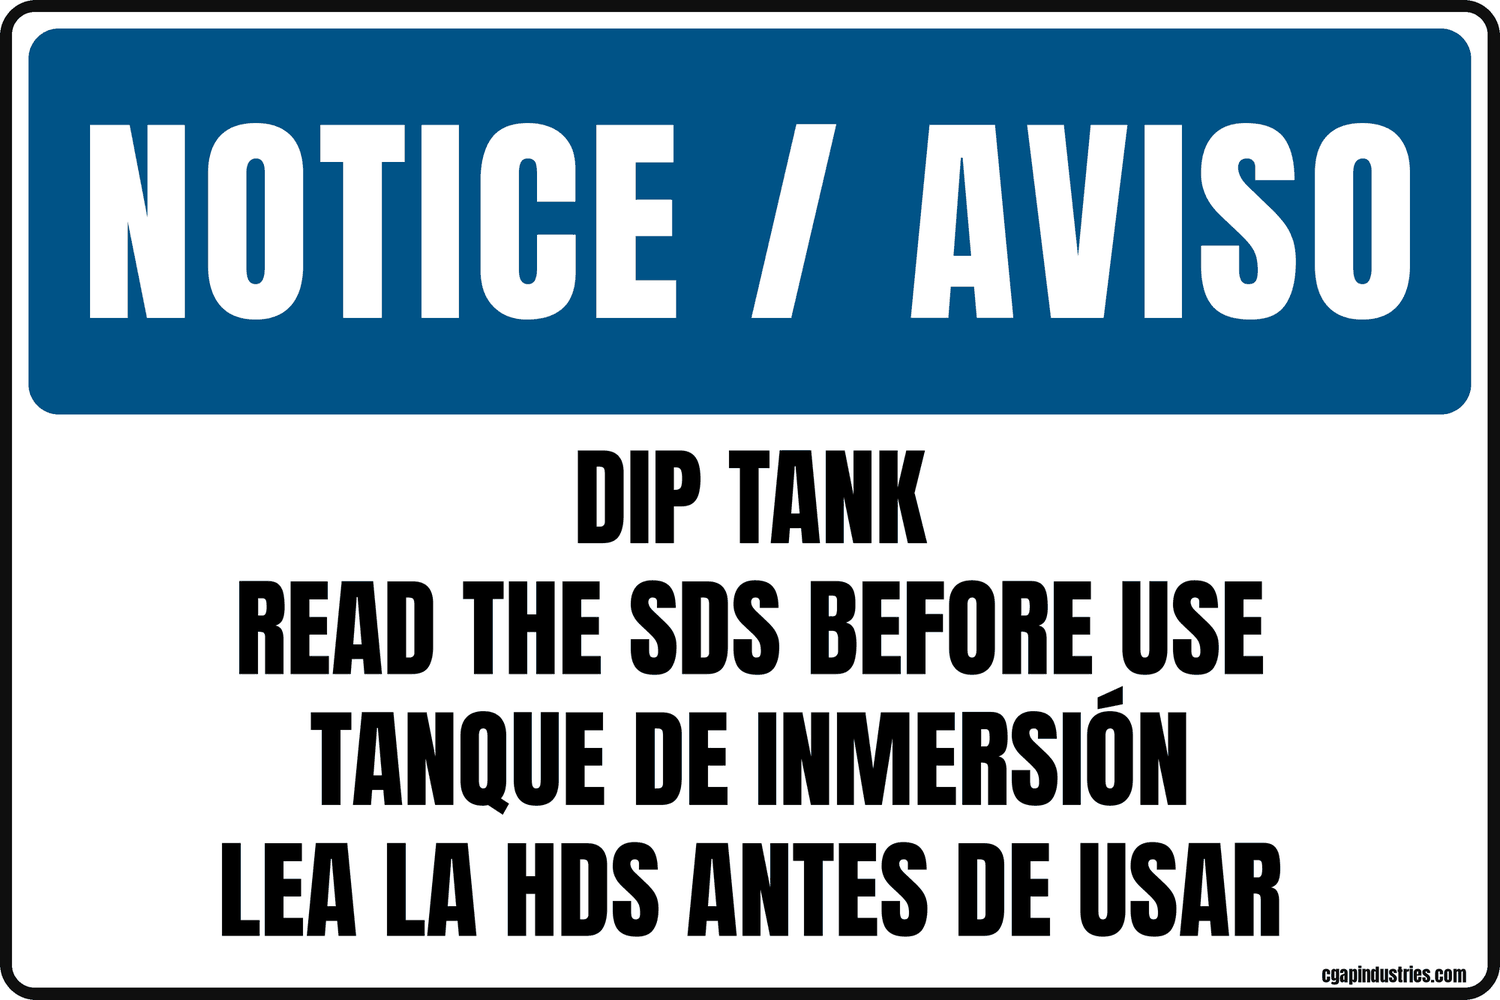 NOTICE / AVISO
DIP TANK
READ THE SDS BEFORE USE
TANQUE DE INMERSIÓN
LEA LA HDS ANTES DE USAR
cgapindustries.com